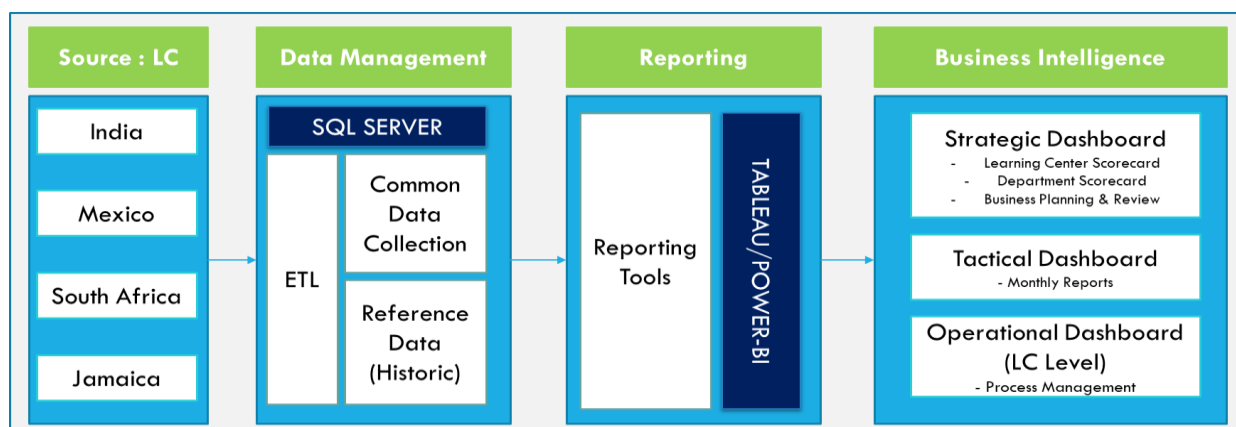 Source : LC
India
Mexico
South Africa
Jamaica
Data Management
SQL SERVER
ETL
Common
Data
Collection
Reference
Data
(Historic)
Reporting
Reporting
Tools
TABLEAU/POWER-BI
Business Intelligence
Strategic Dashboard
- Learning Center Scorecard
- Department Scorecard
- Business Planning & Review
Tactical Dashboard
- Monthly Reports
Operational Dashboard
(LC Level)
- Process Management